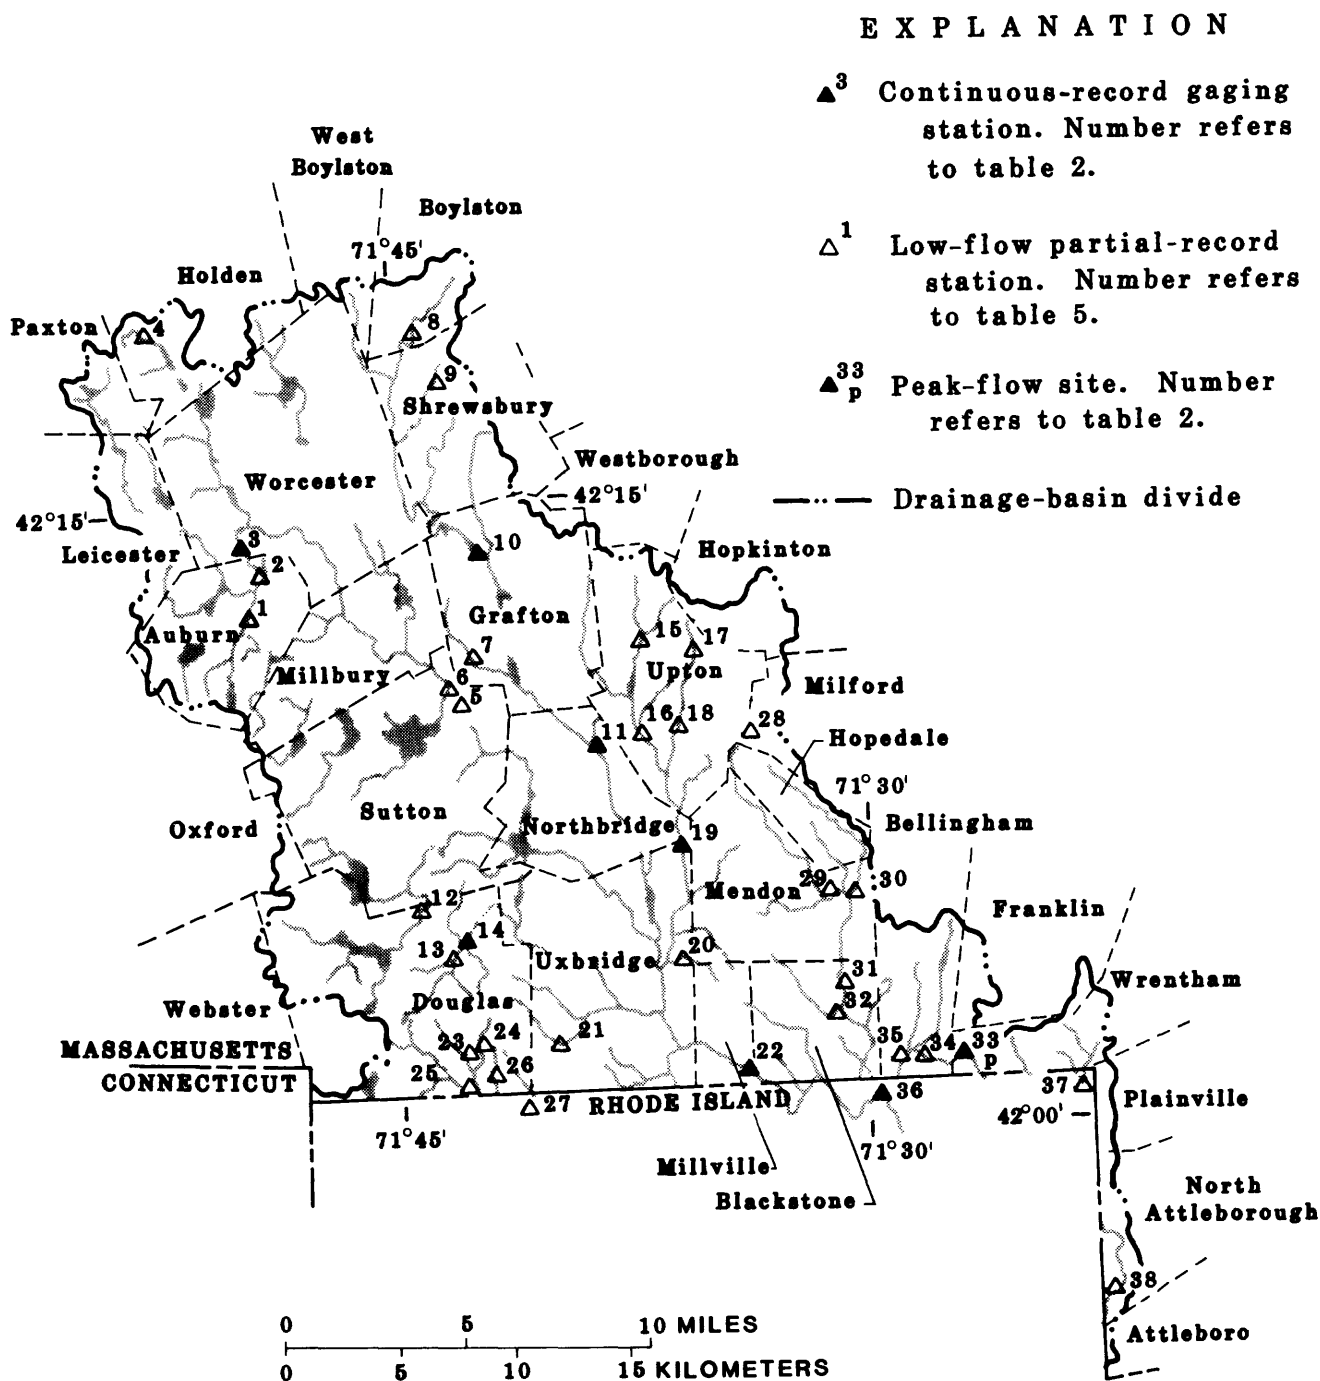 EXPLANATION
3 Continuous-record gaging
station. Number refers
to table 2.
1 Low-flow partial-record
station. Number refers
to table 5.
33
p Peak-flow site. Number
refers to table 2.
Drainage-basin divide
West
Boylston
Boylston
71°45'
Holden
Paxton
4
8
9
Shrewsbury
Westborough
Worcester
42°15'
42°15'
Leicester
3
10
Hopkinton
2
1
Auburn
Grafton
15
17
7
Upton
Millbury
6
5
Milford
16
18
28
11
Hopedale
71°30'
Oxford
Sutton
Northbridge
19
Bellingham
Mendon
29
30
12
Franklin
14
13
Uxbridge
20
31
Wrentham
Webster
Douglas
32
23
24
21
35
34
33
p
MASSACHUSETTS
CONNECTICUT
25
26
22
36
37
27
RHODE ISLAND
42°00'
Plainville
71°45'
71°30'
Millville
Blackstone
North
Attleborough
38
Attleboro
0 5 10 MILES
0 5 10 15 KILOMETERS